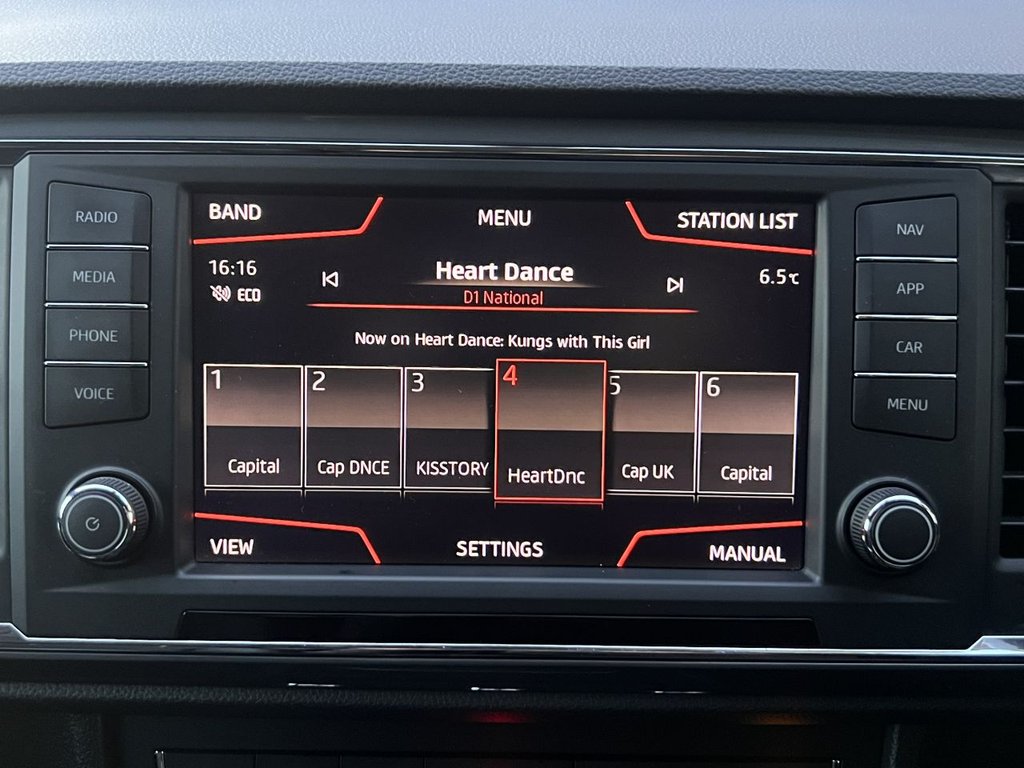 RADIO
MEDIA
PHONE
VOICE
BAND
MENU
STATION LIST
16:16
ECO
Heart Dance
D1 National
6.5℃
Now on Heart Dance: Kungs with This Girl
1 2 3 4 5 6
Capital Cap DNCE KISSTORY HeartDnc Cap UK Capital
VIEW
SETTINGS
MANUAL
NAV
APP
CAR
MENU